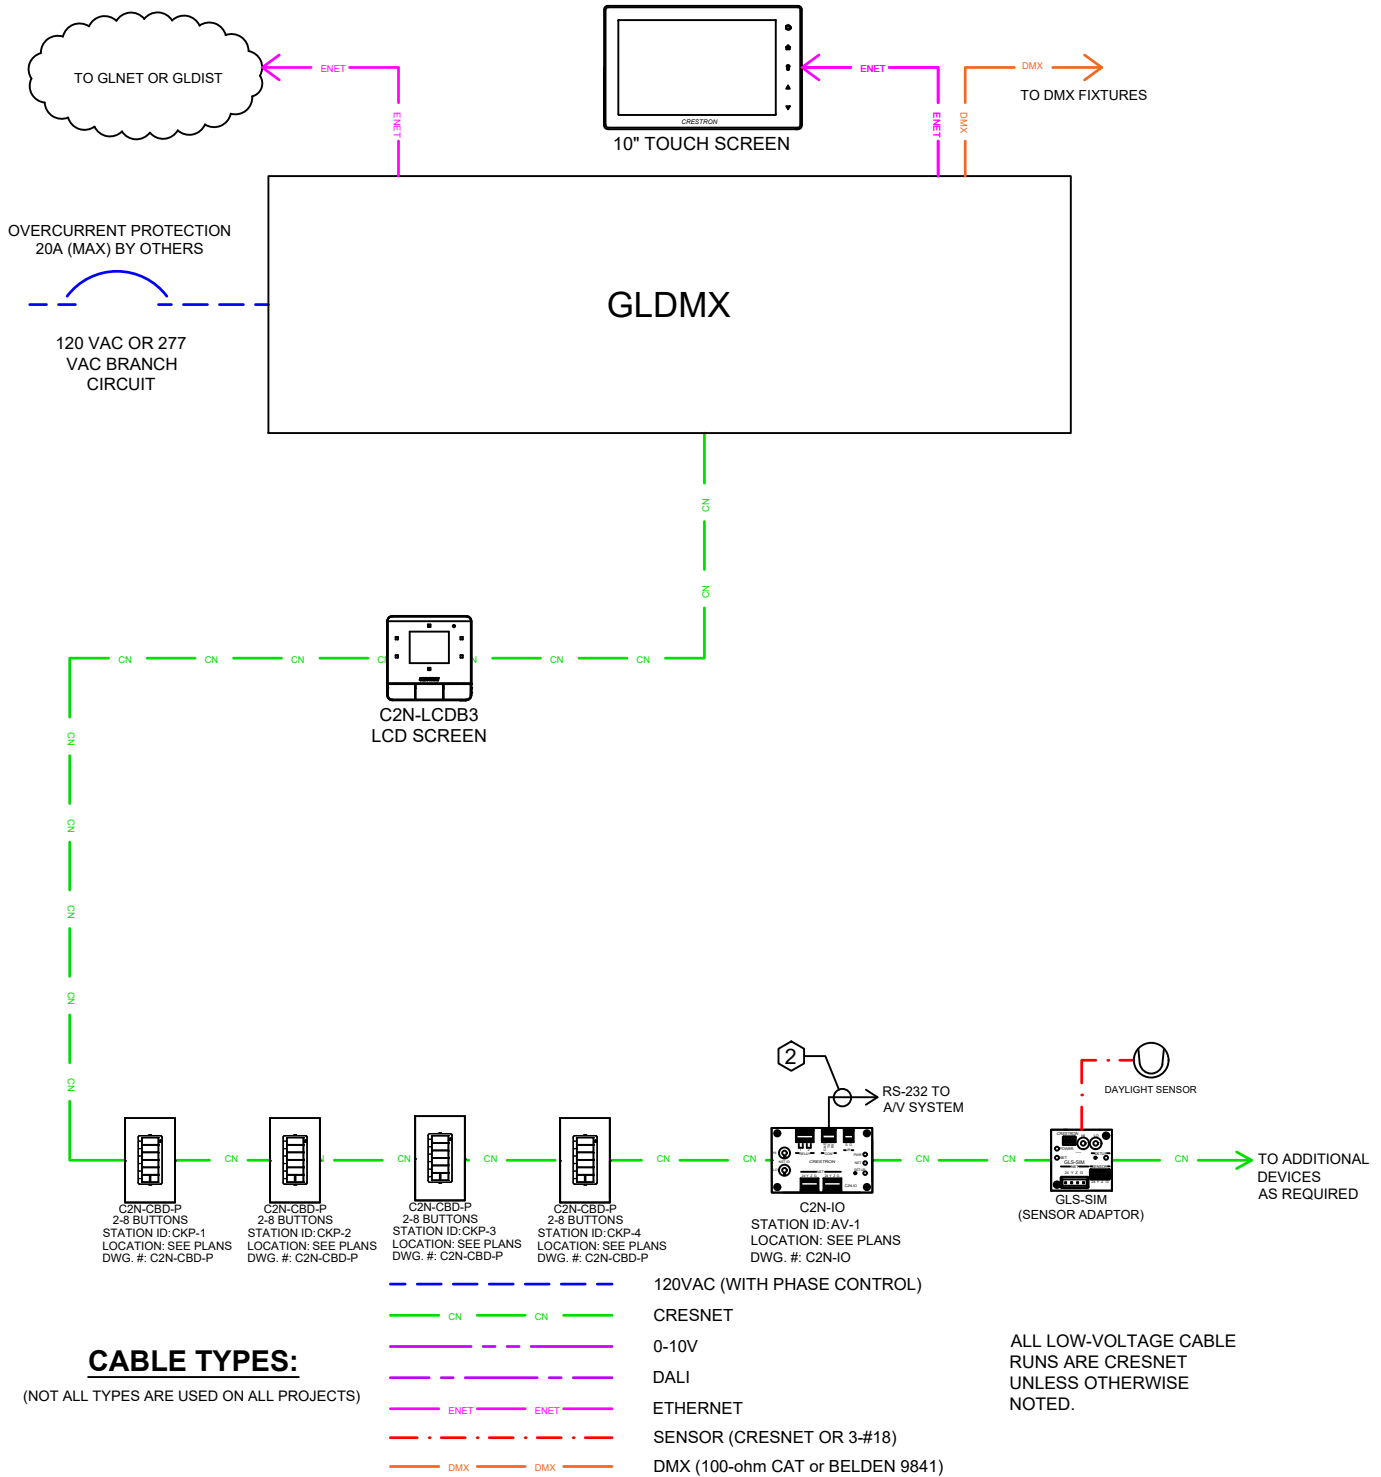 TO GLNET OR GLDIST
ENET
ENET
CRESTRON
10" TOUCH SCREEN
ENET
ENET
DMX
DMX
TO DMX FIXTURES
OVERCURRENT PROTECTION
20A (MAX) BY OTHERS
120 VAC OR 277
VAC BRANCH
CIRCUIT
GLDMX
CN
CN
CN
CN
CN
CN
CN
C2N-LCDB3
LCD SCREEN
CN
CN
CN
CN
CN
2
RS-232 TO
A/V SYSTEM
DAYLIGHT SENSOR
CN
CN
CN
CN
CN
CN
CN
CN
CRESTRON
C2N-IO
GLS-SIM
TO ADDITIONAL
DEVICES
AS REQUIRED
C2N-CBD-P
2-8 BUTTONS
STATION ID:CKP-1
LOCATION: SEE PLANS
DWG. #: C2N-CBD-P
C2N-CBD-P
2-8 BUTTONS
STATION ID:CKP-2
LOCATION: SEE PLANS
DWG. #: C2N-CBD-P
C2N-CBD-P
2-8 BUTTONS
STATION ID:CKP-3
LOCATION: SEE PLANS
DWG. #: C2N-CBD-P
C2N-CBD-P
2-8 BUTTONS
STATION ID:CKP-4
LOCATION: SEE PLANS
DWG. #: C2N-CBD-P
C2N-IO
STATION ID:AV-1
LOCATION: SEE PLANS
DWG. #: C2N-IO
GLS-SIM
(SENSOR ADAPTOR)
CABLE TYPES:
(NOT ALL TYPES ARE USED ON ALL PROJECTS)
120VAC (WITH PHASE CONTROL)
CN CN CRESNET
0-10V
DALI
ENET ENET ETHERNET
SENSOR (CRESNET OR 3-#18)
DMX DMX DMX (100-ohm CAT or BELDEN 9841)
ALL LOW-VOLTAGE CABLE
RUNS ARE CRESNET
UNLESS OTHERWISE
NOTED.